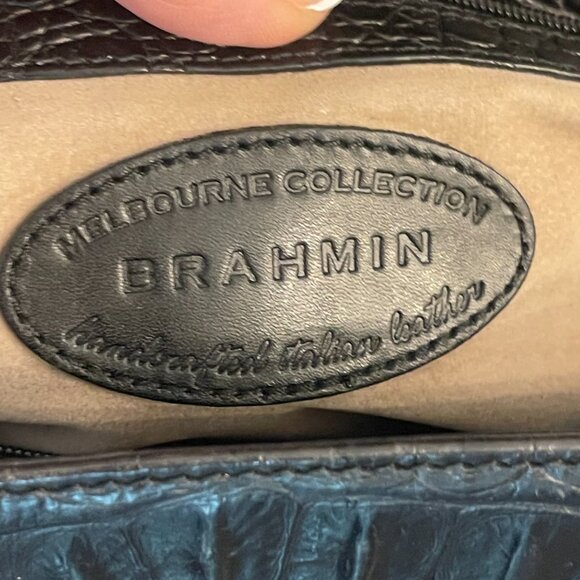 MELBOURNE COLLECTION
BRAHMIN
handcrafted italian leather